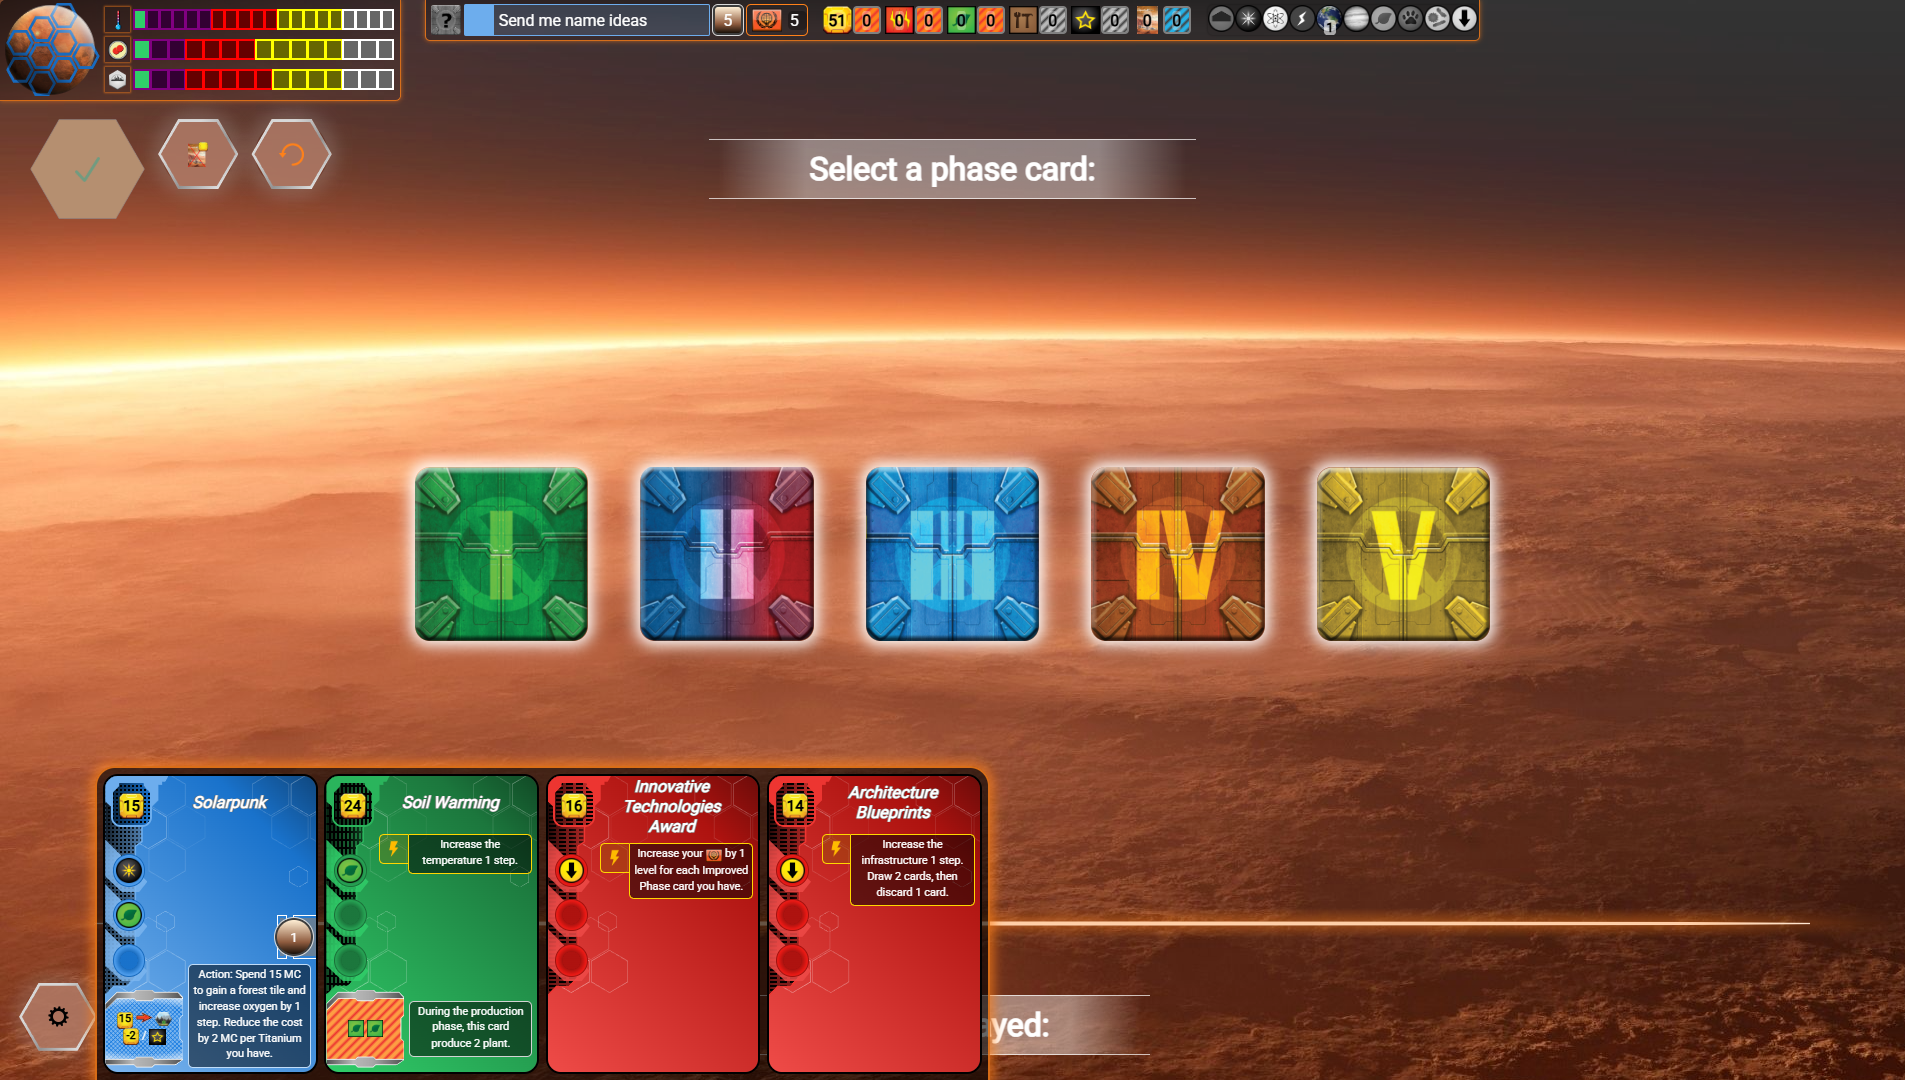 ?
Send me name ideas
5
5
51
0
0
0
0
0
0
0
0
0
1
Select a phase card:
I
II
III
IV
V
15
Solarpunk
1
Action: Spend 15 MC
to gain a forest tile and
increase oxygen by 1
step. Reduce the cost
by 2 MC per Titanium
you have.
15
-2 /
24
Soil Warming
Increase the
temperature 1 step.
During the production
phase, this card
produce 2 plant.
16
Innovative
Technologies
Award
Increase your by 1
level for each Improved
Phase card you have.
14
Architecture
Blueprints
Increase the
infrastructure 1 step.
Draw 2 cards, then
discard 1 card.
ayed: